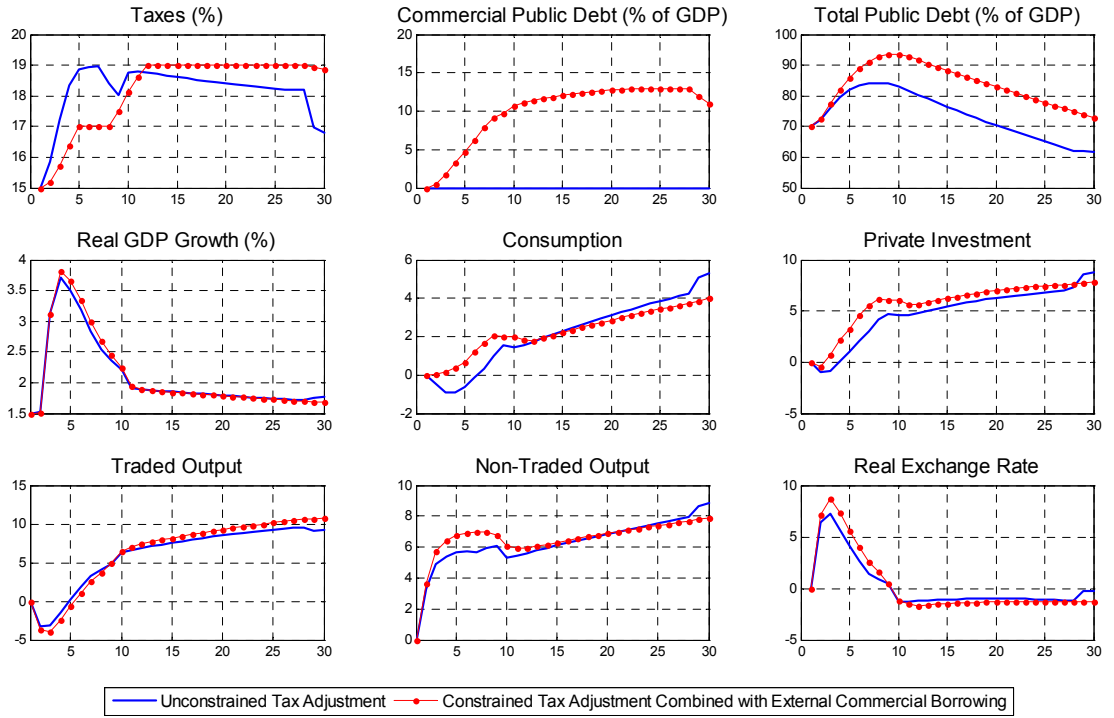 Taxes (%)
20
19
18
17
16
15
0 5 10 15 20 25 30
Commercial Public Debt (% of GDP)
20
15
10
5
0
0 5 10 15 20 25 30
Total Public Debt (% of GDP)
100
90
80
70
60
50
0 5 10 15 20 25 30
Real GDP Growth (%)
4
3.5
3
2.5
2
1.5
0 5 10 15 20 25 30
Consumption
6
4
2
0
-2
0 5 10 15 20 25 30
Private Investment
10
5
0
-5
0 5 10 15 20 25 30
Traded Output
15
10
5
0
-5
5 10 15 20 25 30
Non-Traded Output
10
8
6
4
2
0
5 10 15 20 25 30
Real Exchange Rate
10
5
0
-5
0 5 10 15 20 25 30
Unconstrained Tax Adjustment
Constrained Tax Adjustment Combined with External Commercial Borrowing